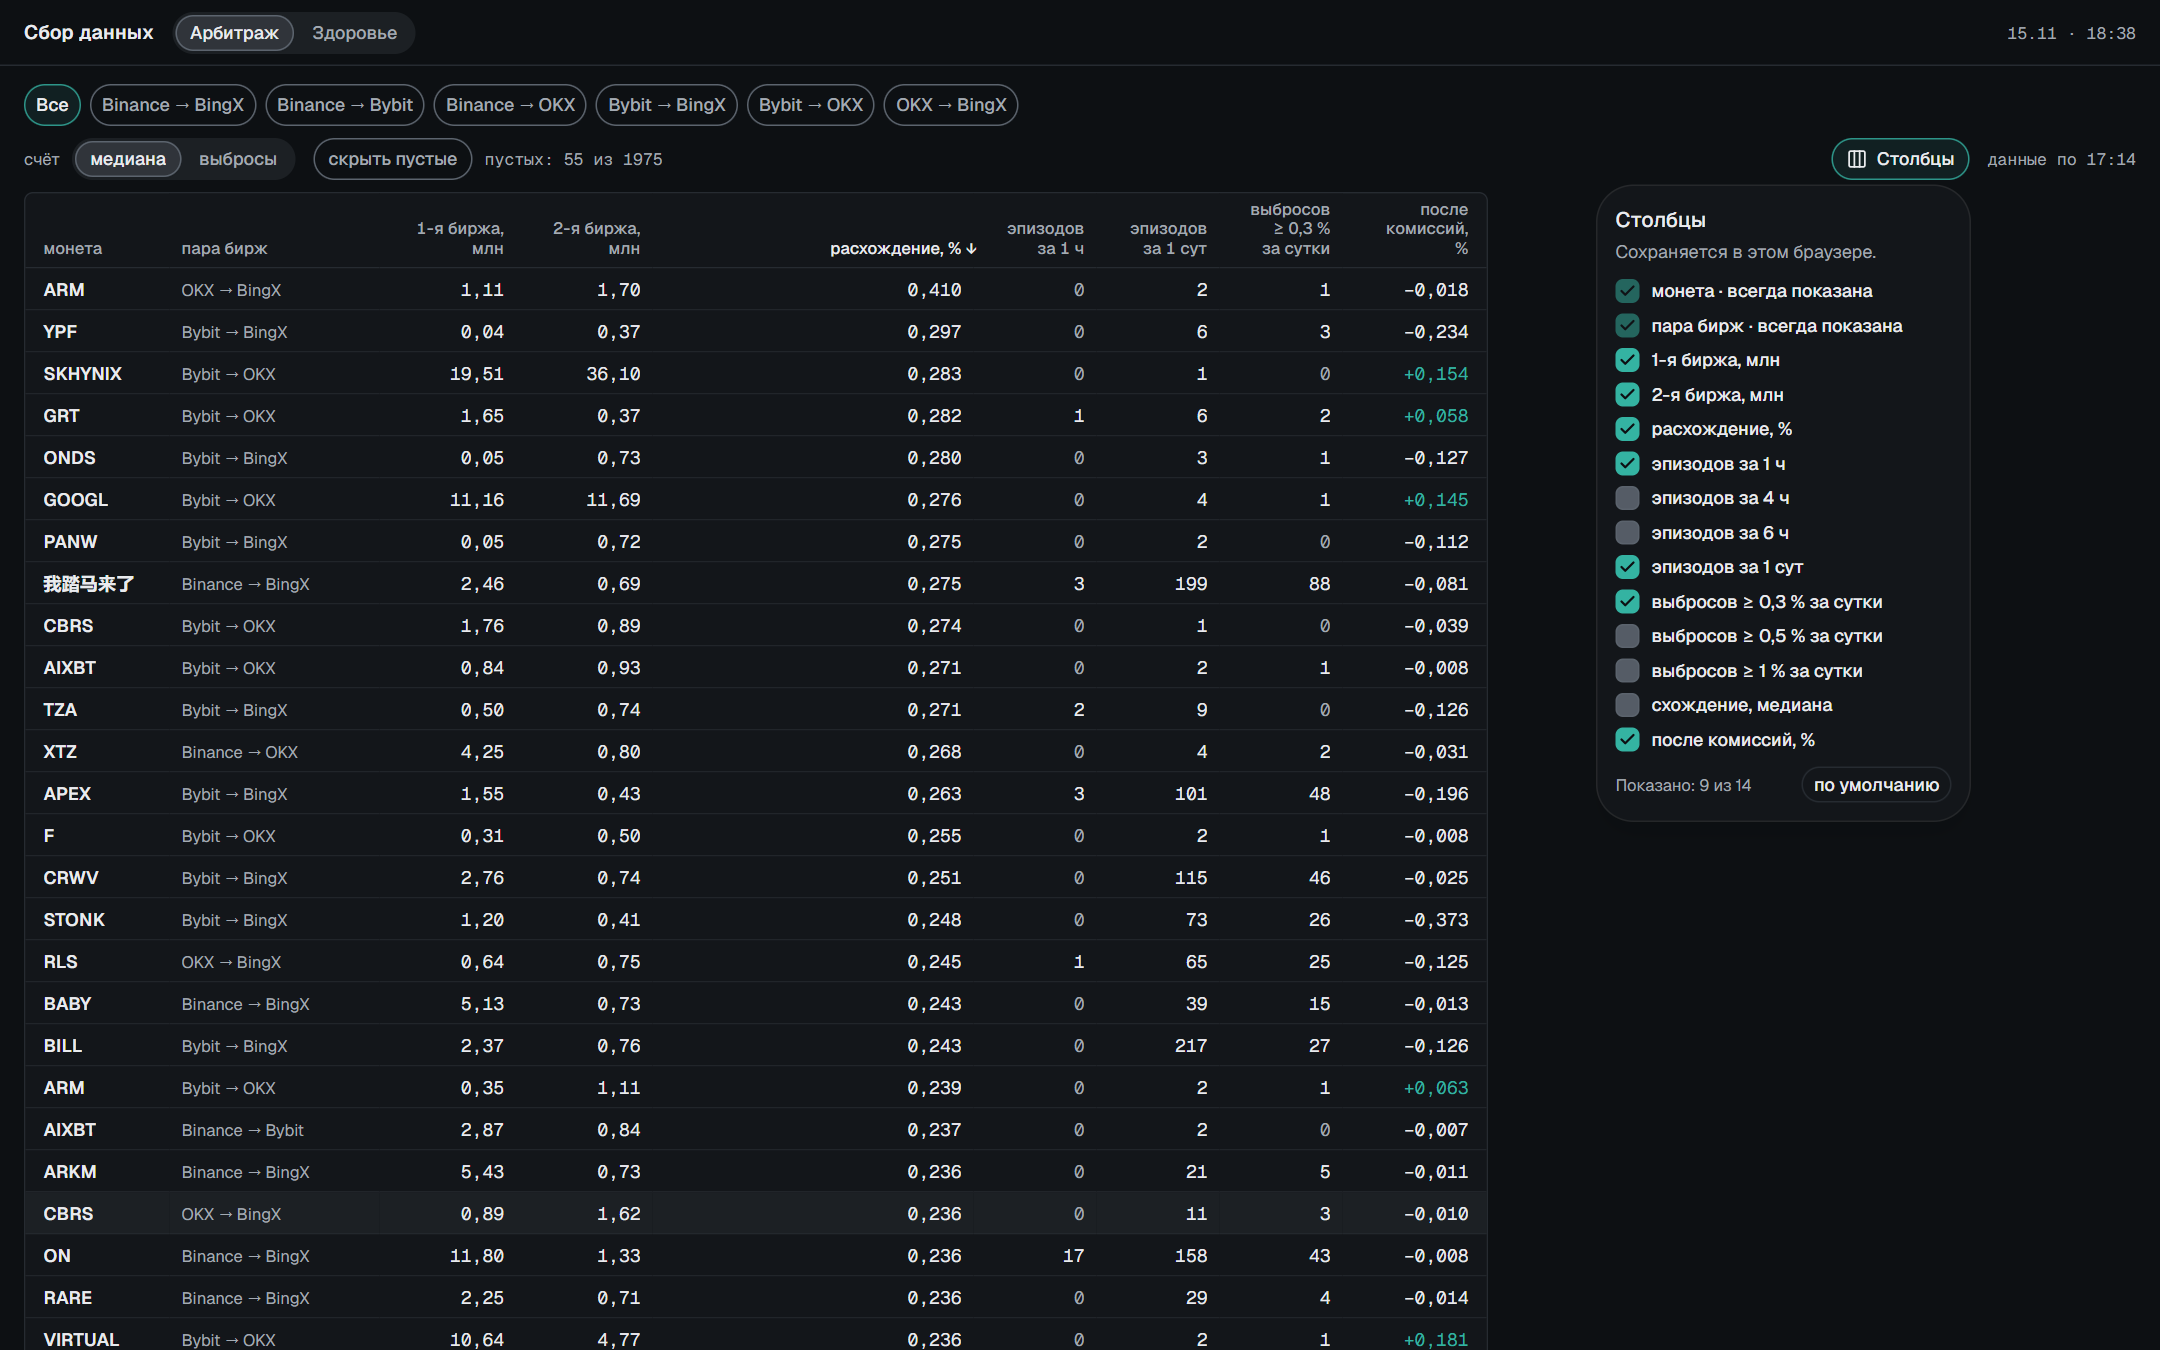 Сбор данных Арбитраж Здоровье 15.11 · 18:38
Все Binance → BingX Binance → Bybit Binance → OKX Bybit → BingX Bybit → OKX OKX → BingX
счёт медиана выбросы скрыть пустые пустых: 55 из 1975 Столбцы данные по 17:14
монета пара бирж 1-я биржа, млн 2-я биржа, млн расхождение, % ↓ эпизодов за 1 ч эпизодов за 1 сут выбросов ≥ 0,3 % за сутки после комиссий, %
ARM OKX → BingX 1,11 1,70 0,410 0 2 1 −0,018
YPF Bybit → BingX 0,04 0,37 0,297 0 6 3 −0,234
SKHYNIX Bybit → OKX 19,51 36,10 0,283 0 1 0 +0,154
GRT Bybit → OKX 1,65 0,37 0,282 1 6 2 +0,058
ONDS Bybit → BingX 0,05 0,73 0,280 0 3 1 −0,127
GOOGL Bybit → OKX 11,16 11,69 0,276 0 4 1 +0,145
PANW Bybit → BingX 0,05 0,72 0,275 0 2 0 −0,112
我踏马来了 Binance → BingX 2,46 0,69 0,275 3 199 88 −0,081
CBRS Bybit → OKX 1,76 0,89 0,274 0 1 0 −0,039
AIXBT Bybit → OKX 0,84 0,93 0,271 0 2 1 −0,008
TZA Bybit → BingX 0,50 0,74 0,271 2 9 0 −0,126
XTZ Binance → OKX 4,25 0,80 0,268 0 4 2 −0,031
APEX Bybit → BingX 1,55 0,43 0,263 3 101 48 −0,196
F Bybit → OKX 0,31 0,50 0,255 0 2 1 −0,008
CRWV Bybit → BingX 2,76 0,74 0,251 0 115 46 −0,025
STONK Bybit → BingX 1,20 0,41 0,248 0 73 26 −0,373
RLS OKX → BingX 0,64 0,75 0,245 1 65 25 −0,125
BABY Binance → BingX 5,13 0,73 0,243 0 39 15 −0,013
BILL Bybit → BingX 2,37 0,76 0,243 0 217 27 −0,126
ARM Bybit → OKX 0,35 1,11 0,239 0 2 1 +0,063
AIXBT Binance → Bybit 2,87 0,84 0,237 0 2 0 −0,007
ARKM Binance → BingX 5,43 0,73 0,236 0 21 5 −0,011
CBRS OKX → BingX 0,89 1,62 0,236 0 11 3 −0,010
ON Binance → BingX 11,80 1,33 0,236 17 158 43 −0,008
RARE Binance → BingX 2,25 0,71 0,236 0 29 4 −0,014
VIRTUAL Bybit → OKX 10,64 4,77 0,236 0 2 1 +0,181
Столбцы
Сохраняется в этом браузере.
монета · всегда показана
пара бирж · всегда показана
1-я биржа, млн
2-я биржа, млн
расхождение, %
эпизодов за 1 ч
эпизодов за 4 ч
эпизодов за 6 ч
эпизодов за 1 сут
выбросов ≥ 0,3 % за сутки
выбросов ≥ 0,5 % за сутки
выбросов ≥ 1 % за сутки
схождение, медиана
после комиссий, %
Показано: 9 из 14 по умолчанию